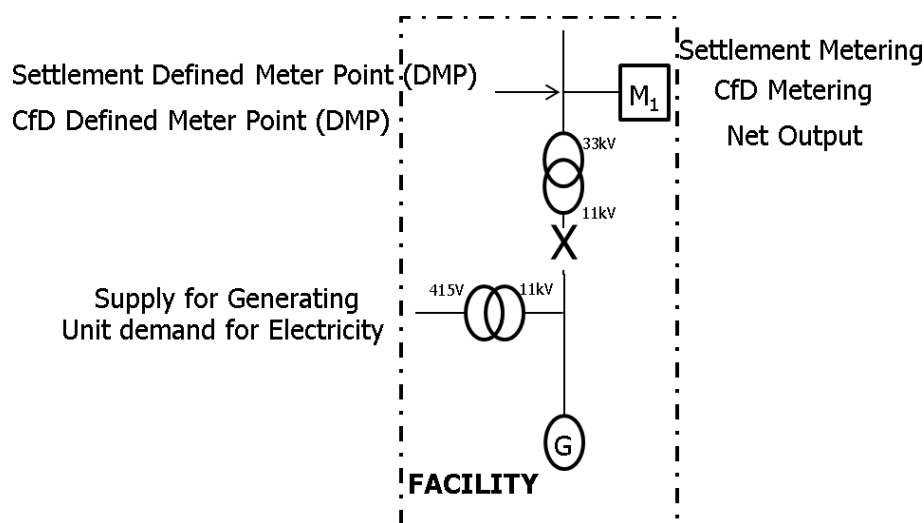 Settlement Defined Meter Point (DMP)
CfD Defined Meter Point (DMP)
M1
Settlement Metering
CfD Metering
Net Output
33kV
11kV
X
415V
11kV
Supply for Generating
Unit demand for Electricity
G
FACILITY